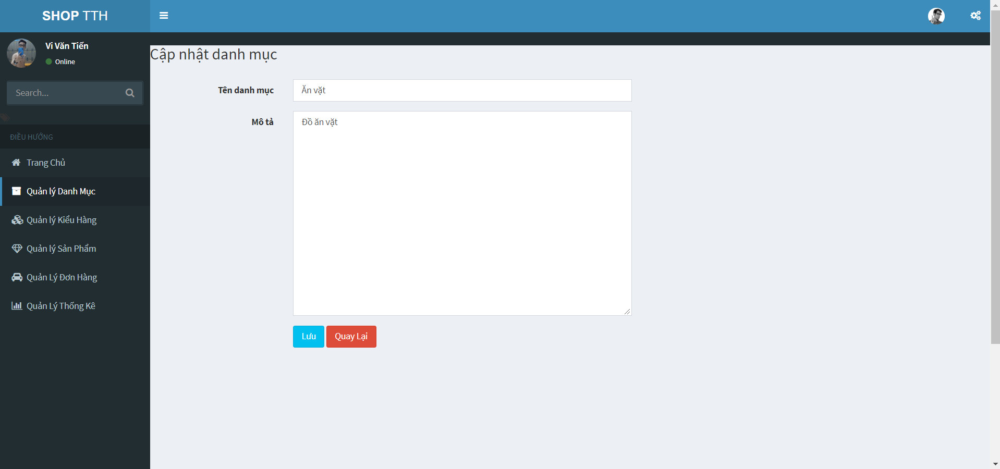 SHOP TTH
Vi Văn Tiến
Online
Search...
ĐIỀU HƯỚNG
Trang Chủ
Quản lý Danh Mục
Quản lý Kiểu Hàng
Quản lý Sản Phẩm
Quản Lý Đơn Hàng
Quản Lý Thống Kê
Cập nhật danh mục
Tên danh mục
Ăn vặt
Mô tả
Đồ ăn vặt
Lưu
Quay Lại